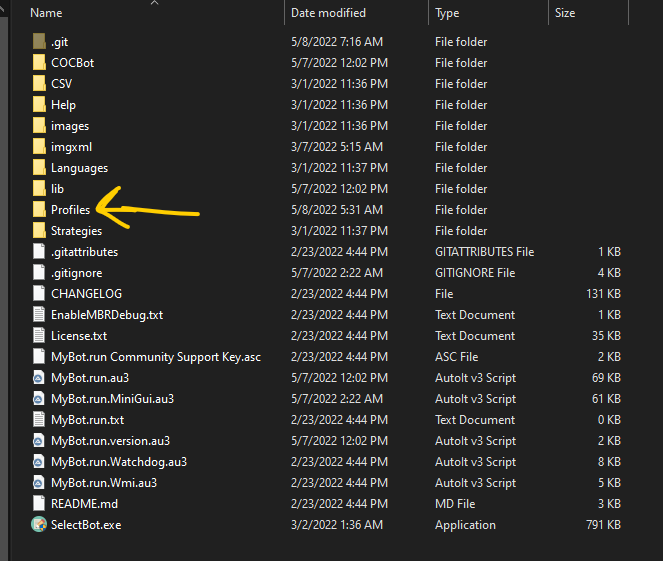 Name Date modified Type Size
.git 5/8/2022 7:16 AM File folder
COCBot 5/7/2022 12:02 PM File folder
CSV 3/1/2022 11:36 PM File folder
Help 3/1/2022 11:36 PM File folder
images 3/1/2022 11:36 PM File folder
imgxml 3/7/2022 5:15 AM File folder
Languages 3/1/2022 11:37 PM File folder
lib 5/7/2022 12:02 PM File folder
Profiles 5/8/2022 5:31 AM File folder
Strategies 3/1/2022 11:37 PM File folder
.gitattributes 2/23/2022 4:44 PM GITATTRIBUTES File 1 KB
.gitignore 5/7/2022 2:22 AM GITIGNORE File 4 KB
CHANGELOG 2/23/2022 4:44 PM File 131 KB
EnableMBRDebug.txt 2/23/2022 4:44 PM Text Document 1 KB
License.txt 2/23/2022 4:44 PM Text Document 35 KB
MyBot.run Community Support Key.asc 2/23/2022 4:44 PM ASC File 2 KB
MyBot.run.au3 5/7/2022 12:02 PM AutoIt v3 Script 69 KB
MyBot.run.MiniGui.au3 5/7/2022 2:22 AM AutoIt v3 Script 61 KB
MyBot.run.txt 2/23/2022 4:44 PM Text Document 0 KB
MyBot.run.version.au3 5/7/2022 12:02 PM AutoIt v3 Script 2 KB
MyBot.run.Watchdog.au3 2/23/2022 4:44 PM AutoIt v3 Script 8 KB
MyBot.run.Wmi.au3 2/23/2022 4:44 PM AutoIt v3 Script 5 KB
README.md 2/23/2022 4:44 PM MD File 3 KB
SelectBot.exe 3/2/2022 1:36 AM Application 791 KB